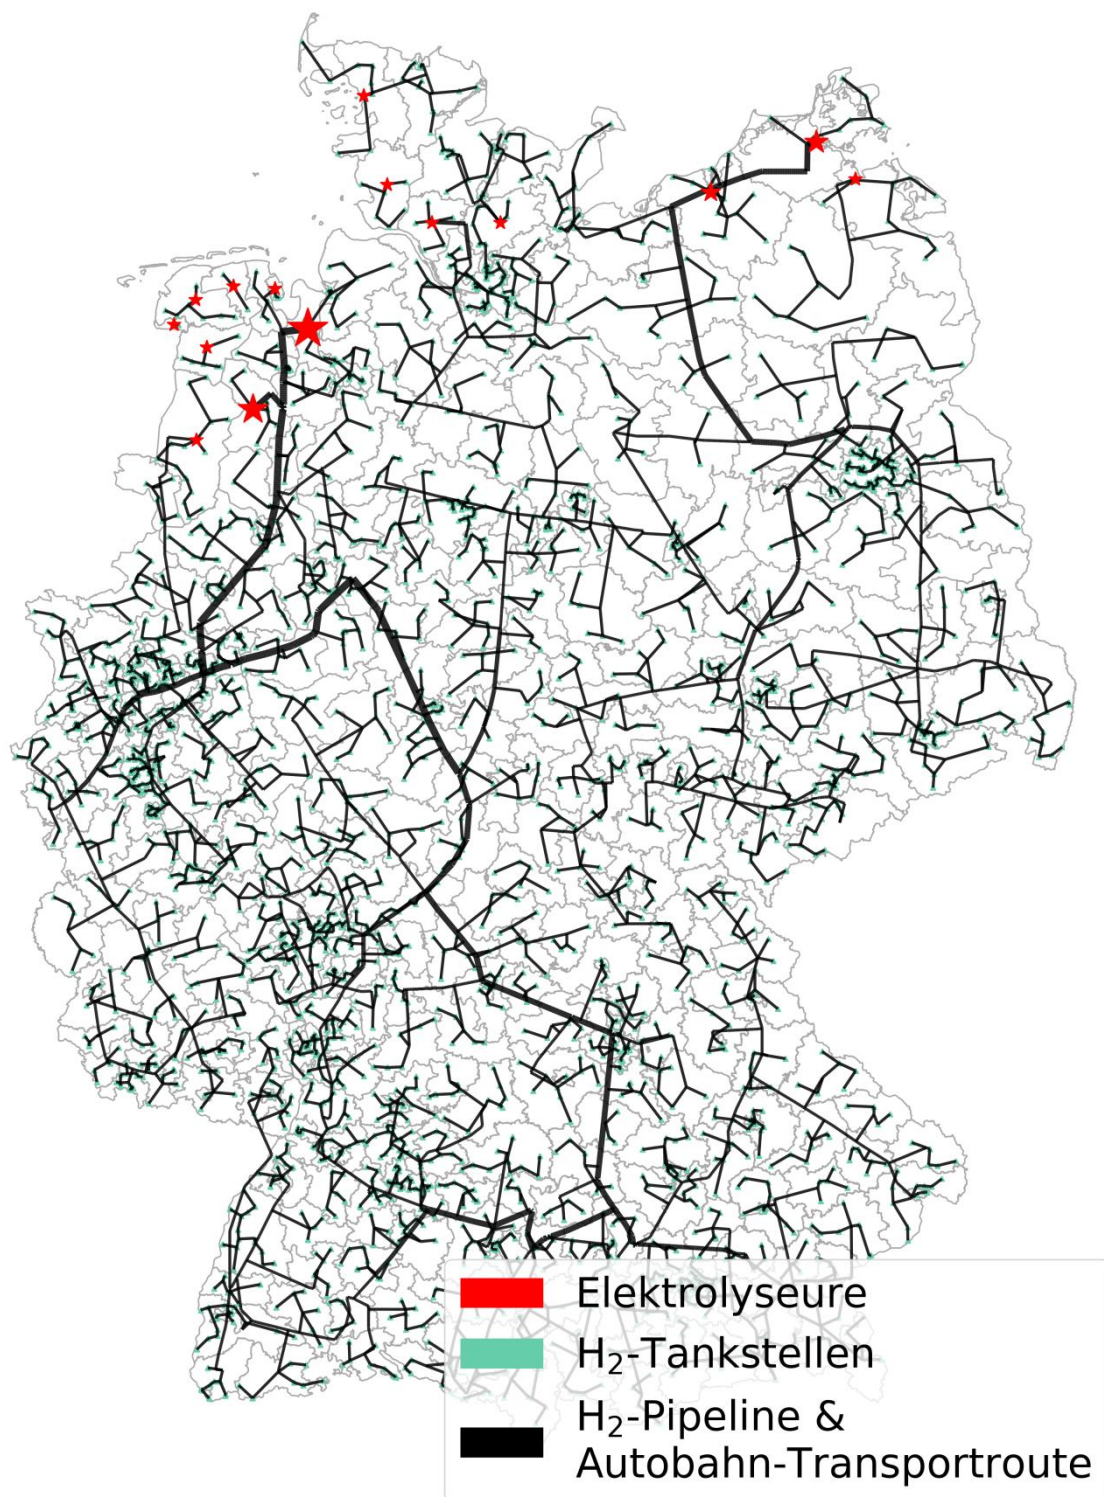 Elektrolyseure
H₂-Tankstellen
H₂-Pipeline &
Autobahn-Transportroute